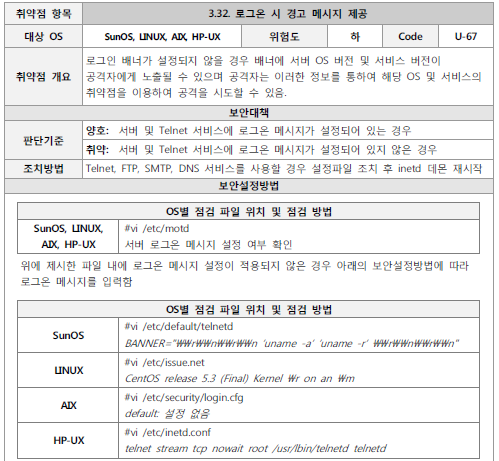 취약점 항목 3.32. 로그온 시 경고 메시지 제공
대상 OS SunOS, LINUX, AIX, HP-UX 위험도 하 Code U-67
취약점 개요 로그인 배너가 설정되지 않을 경우 배너에 서버 OS 버전 및 서비스 버전이
공격자에게 노출될 수 있으며 공격자는 이러한 정보를 통하여 해당 OS 및 서비스의
취약점을 이용하여 공격을 시도할 수 있음.
보안대책
판단기준 양호: 서버 및 Telnet 서비스에 로그온 메시지가 설정되어 있는 경우
취약: 서버 및 Telnet 서비스에 로그온 메시지가 설정되어 있지 않은 경우
조치방법 Telnet, FTP, SMTP, DNS 서비스를 사용할 경우 설정파일 조치 후 inetd 데몬 재시작
보안설정방법
OS별 점검 파일 위치 및 점검 방법
SunOS, LINUX, #vi /etc/motd
AIX, HP-UX 서버 로그온 메시지 설정 여부 확인
위에 제시한 파일 내에 로그온 메시지 설정이 적용되지 않은 경우 아래의 보안설정방법에 따라
로그온 메시지를 입력함
OS별 점검 파일 위치 및 점검 방법
SunOS #vi /etc/default/telnetd
BANNER="₩₩r₩₩n₩₩r₩₩n 'uname -a' 'uname -r' ₩₩r₩₩n₩₩r₩₩n"
LINUX #vi /etc/issue.net
CentOS release 5.3 (Final) Kernel ₩r on an ₩m
AIX #vi /etc/security/login.cfg
default: 설정 없음
HP-UX #vi /etc/inetd.conf
telnet stream tcp nowait root /usr/lbin/telnetd telnetd